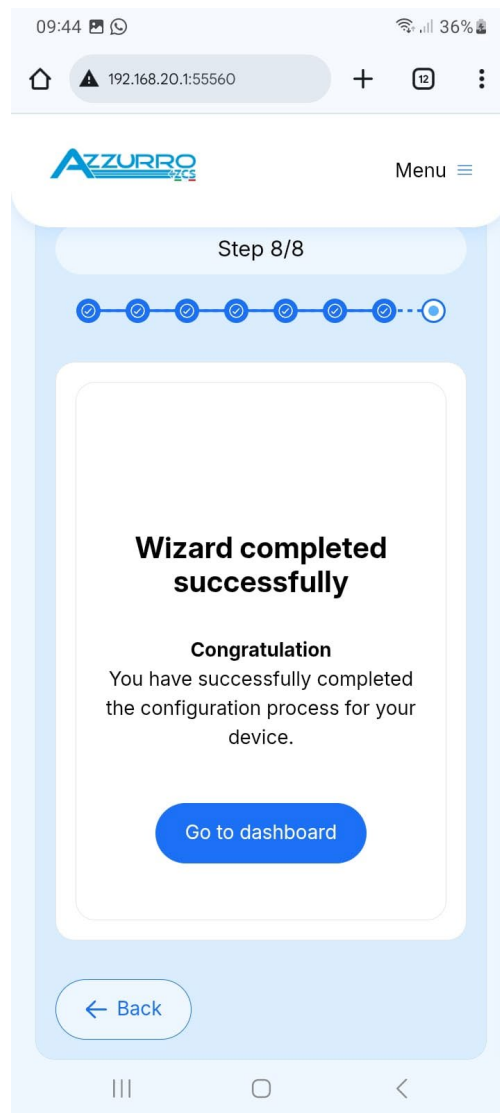 09:44
36%
192.168.20.1:55560
12
AZZURRO
ZCS
Menu
Step 8/8
Wizard completed
successfully
Congratulation
You have successfully completed
the configuration process for your
device.
Go to dashboard
Back